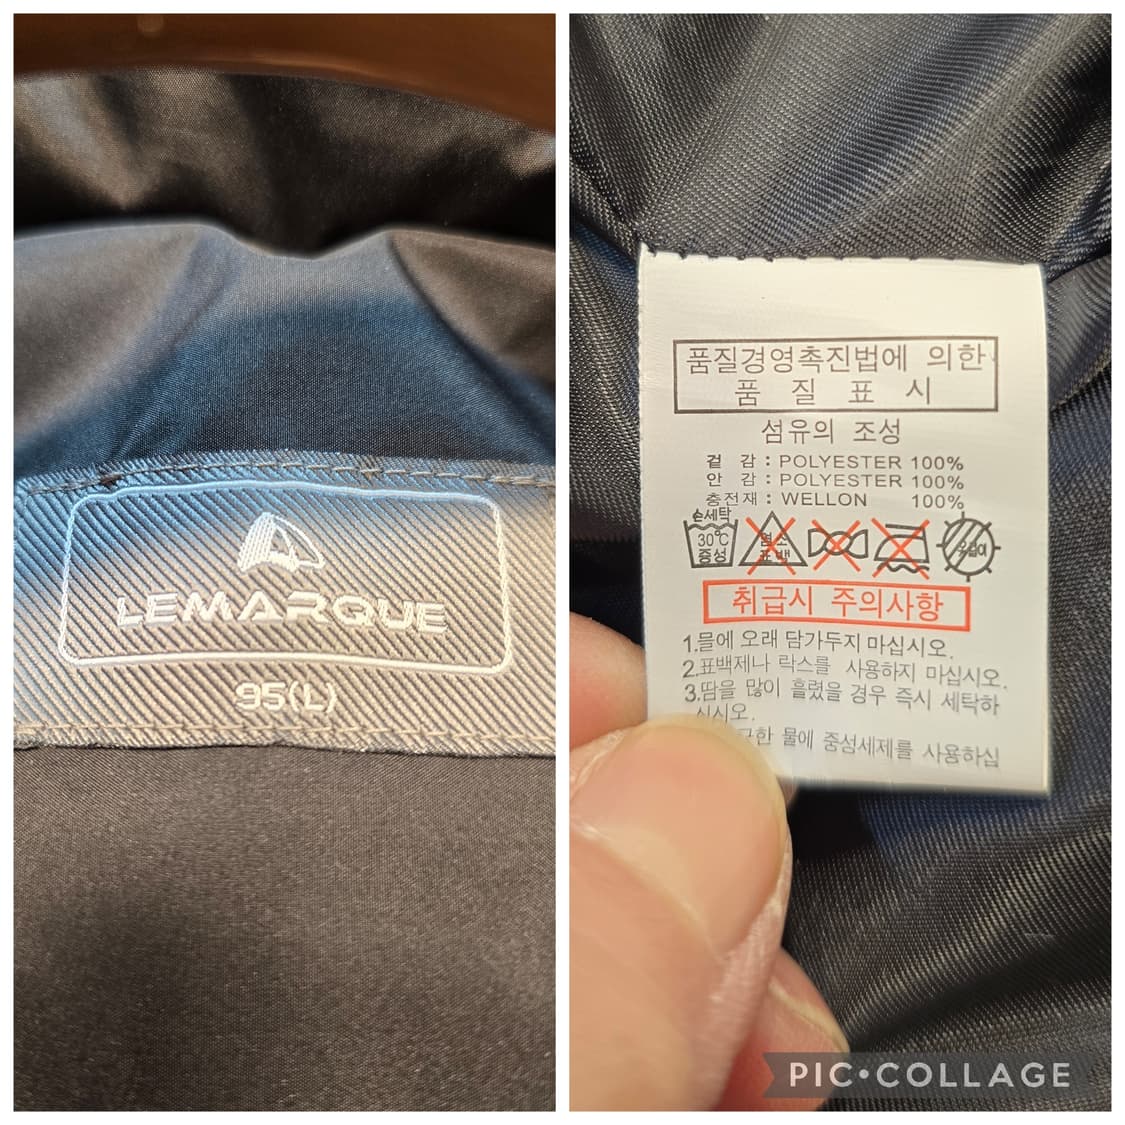 LEMARQUE
95(L)
품질경영촉진법에 의한
품 질 표 시
섬유의 조성
겉 감 : POLYESTER 100%
안 감 : POLYESTER 100%
충전재 : WELLON 100%
손세탁
30℃
중성
염소
표백
취급시 주의사항
1.물에 오래 담가두지 마십시오.
2.표백제나 락스를 사용하지 마십시오.
3.땀을 많이 흘렸을 경우 즉시 세탁하
십시오.
물에 중성세제를 사용하십
PIC•COLLAGE